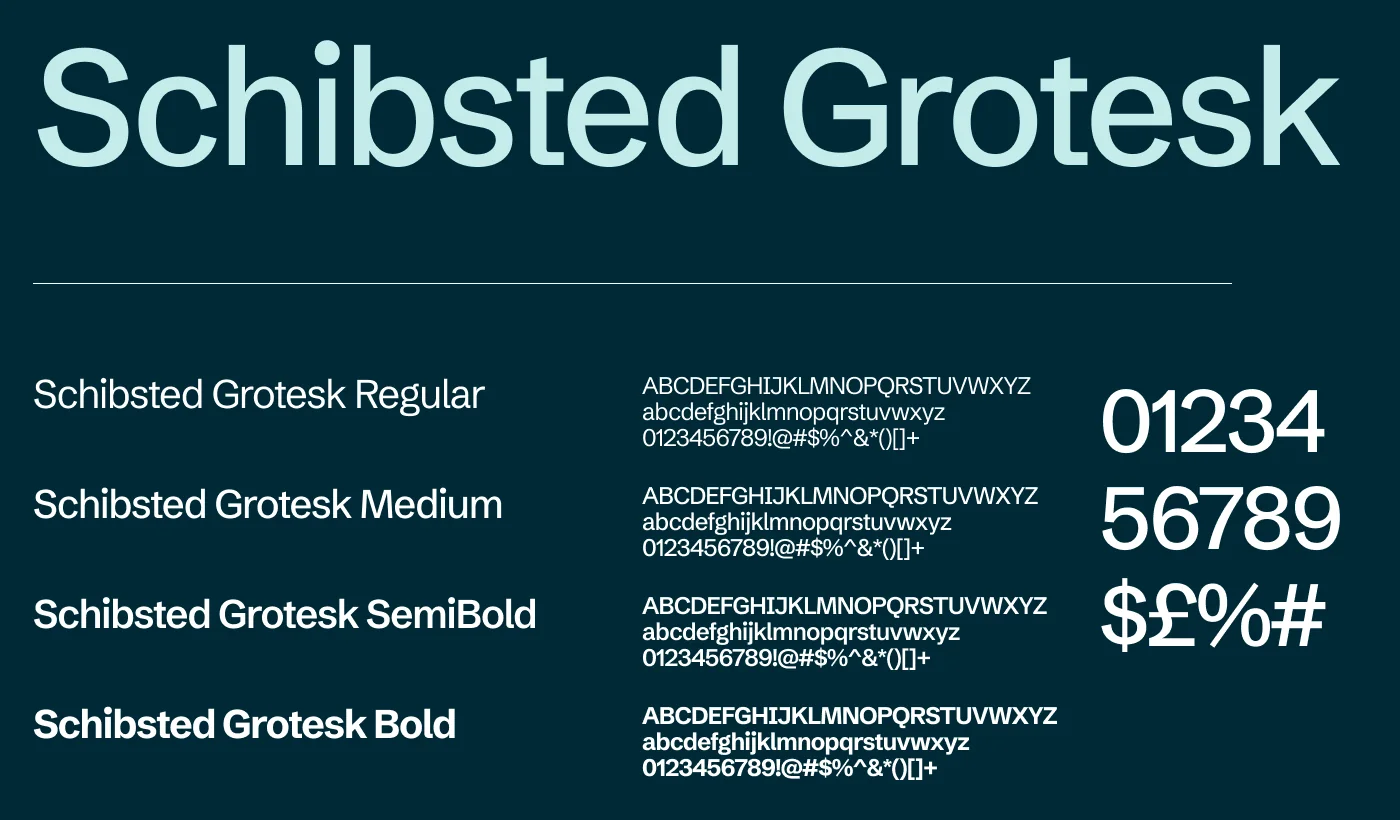 Schibsted Grotesk
Schibsted Grotesk Regular
ABCDEFGHIJKLMNOPQRSTUVWXYZ
abcdefghijklmnopqrstuvwxyz
0123456789!@#$%^&*()[]+
Schibsted Grotesk Medium
ABCDEFGHIJKLMNOPQRSTUVWXYZ
abcdefghijklmnopqrstuvwxyz
0123456789!@#$%^&*()[]+
Schibsted Grotesk SemiBold
ABCDEFGHIJKLMNOPQRSTUVWXYZ
abcdefghijklmnopqrstuvwxyz
0123456789!@#$%^&*()[]+
Schibsted Grotesk Bold
ABCDEFGHIJKLMNOPQRSTUVWXYZ
abcdefghijklmnopqrstuvwxyz
0123456789!@#$%^&*()[]+
01234
56789
$£%#